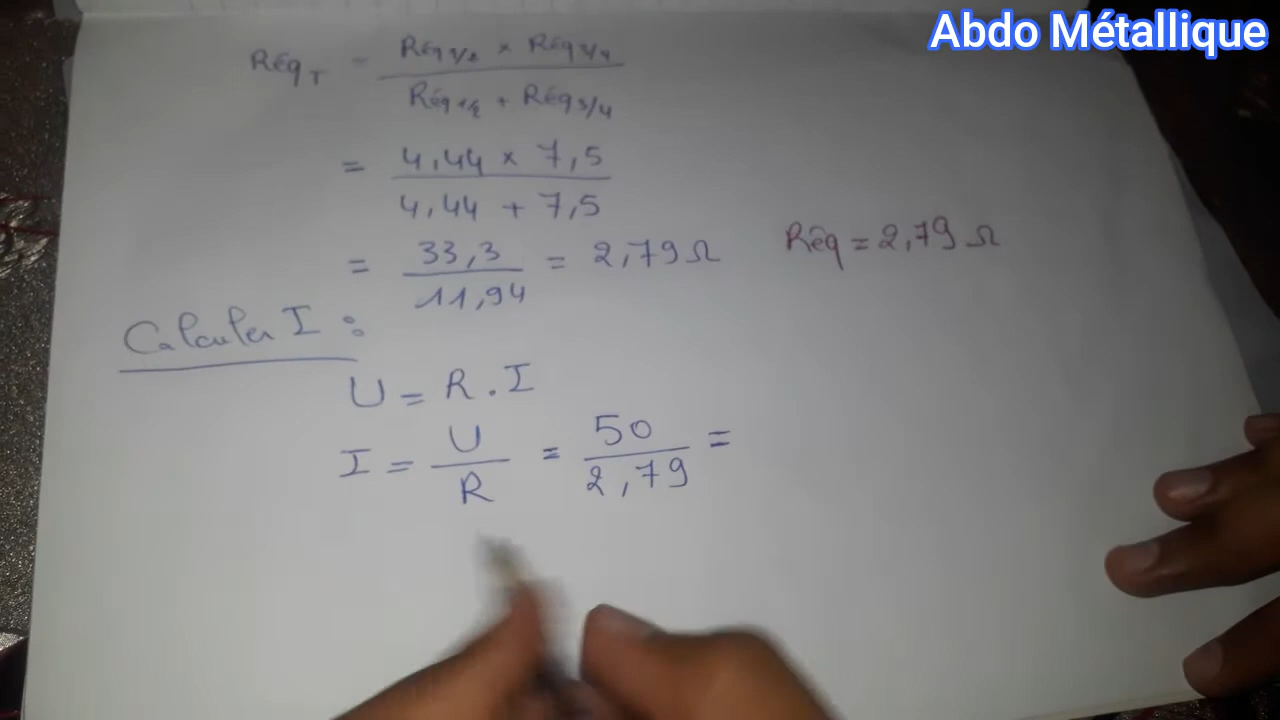 Abdo Métallique
Réq_T = Réq 1/2 × Réq 3/4
Réq 1/2 + Réq 3/4
= 4,44 × 7,5
4,44 + 7,5
= 33,3 = 2,79 Ω Réq = 2,79 Ω
11,94
Calculer I :
U = R . I
I = U = 50 =
R 2,79